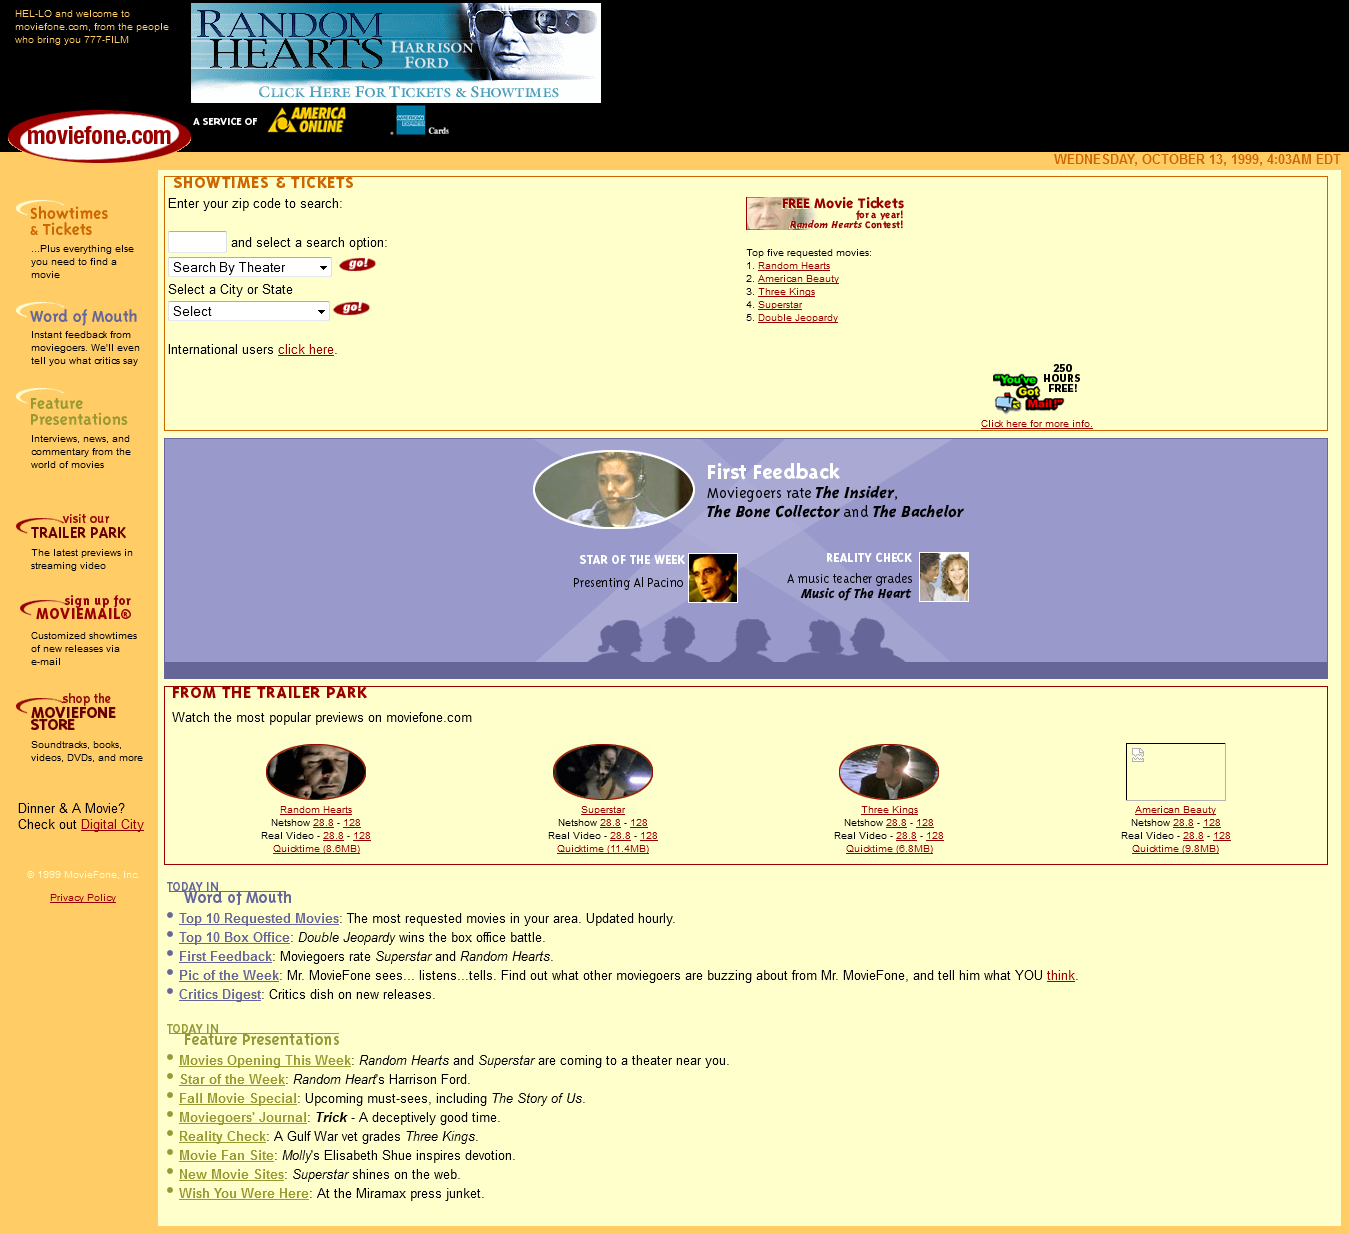 HEL-LO and welcome to
moviefone.com, from the people
who bring you 777-FILM
RANDOM
HEARTS
HARRISON
FORD
CLICK HERE FOR TICKETS & SHOWTIMES
moviefone.com
A SERVICE OF
AMERICA
ONLINE
AMERICAN
EXPRESS
Cards
WEDNESDAY, OCTOBER 13, 1999, 4:03AM EDT
Showtimes
& Tickets
...Plus everything else
you need to find a
movie
Word of Mouth
Instant feedback from
moviegoers. We'll even
tell you what critics say
Feature
Presentations
Interviews, news, and
commentary from the
world of movies
visit our
TRAILER PARK
The latest previews in
streaming video
sign up for
MOVIEMAIL®
Customized showtimes
of new releases via
e-mail
shop the
MOVIEFONE
STORE
Soundtracks, books,
videos, DVDs, and more
Dinner & A Movie?
Check out Digital City
© 1999 MovieFone, Inc.
Privacy Policy
SHOWTIMES & TICKETS
Enter your zip code to search:
and select a search option:
Search By Theater
go!
Select a City or State
Select
go!
International users click here.
FREE Movie Tickets
for a year!
Random Hearts Contest!
Top five requested movies:
1. Random Hearts
2. American Beauty
3. Three Kings
4. Superstar
5. Double Jeopardy
"You've
Got
Mail!"
250
HOURS
FREE!
Click here for more info.
First Feedback
Moviegoers rate The Insider,
The Bone Collector and The Bachelor
STAR OF THE WEEK
Presenting Al Pacino
REALITY CHECK
A music teacher grades
Music of The Heart
FROM THE TRAILER PARK
Watch the most popular previews on moviefone.com
Random Hearts
Netshow 28.8 - 128
Real Video - 28.8 - 128
Quicktime (8.6MB)
Superstar
Netshow 28.8 - 128
Real Video - 28.8 - 128
Quicktime (11.4MB)
Three Kings
Netshow 28.8 - 128
Real Video - 28.8 - 128
Quicktime (6.8MB)
American Beauty
Netshow 28.8 - 128
Real Video - 28.8 - 128
Quicktime (9.8MB)
TODAY IN
Word of Mouth
• Top 10 Requested Movies: The most requested movies in your area. Updated hourly.
• Top 10 Box Office: Double Jeopardy wins the box office battle.
• First Feedback: Moviegoers rate Superstar and Random Hearts.
• Pic of the Week: Mr. MovieFone sees... listens...tells. Find out what other moviegoers are buzzing about from Mr. MovieFone, and tell him what YOU think.
• Critics Digest: Critics dish on new releases.
TODAY IN
Feature Presentations
• Movies Opening This Week: Random Hearts and Superstar are coming to a theater near you.
• Star of the Week: Random Heart's Harrison Ford.
• Fall Movie Special: Upcoming must-sees, including The Story of Us.
• Moviegoers' Journal: Trick - A deceptively good time.
• Reality Check: A Gulf War vet grades Three Kings.
• Movie Fan Site: Molly's Elisabeth Shue inspires devotion.
• New Movie Sites: Superstar shines on the web.
• Wish You Were Here: At the Miramax press junket.